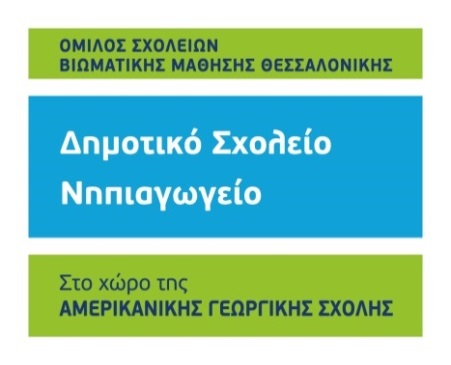 ΟΜΙΛΟΣ ΣΧΟΛΕΙΩΝ
ΒΙΩΜΑΤΙΚΗΣ ΜΑΘΗΣΗΣ ΘΕΣΣΑΛΟΝΙΚΗΣ
Δημοτικό Σχολείο
Νηπιαγωγείο
Στο χώρο της
ΑΜΕΡΙΚΑΝΙΚΗΣ ΓΕΩΡΓΙΚΗΣ ΣΧΟΛΗΣ